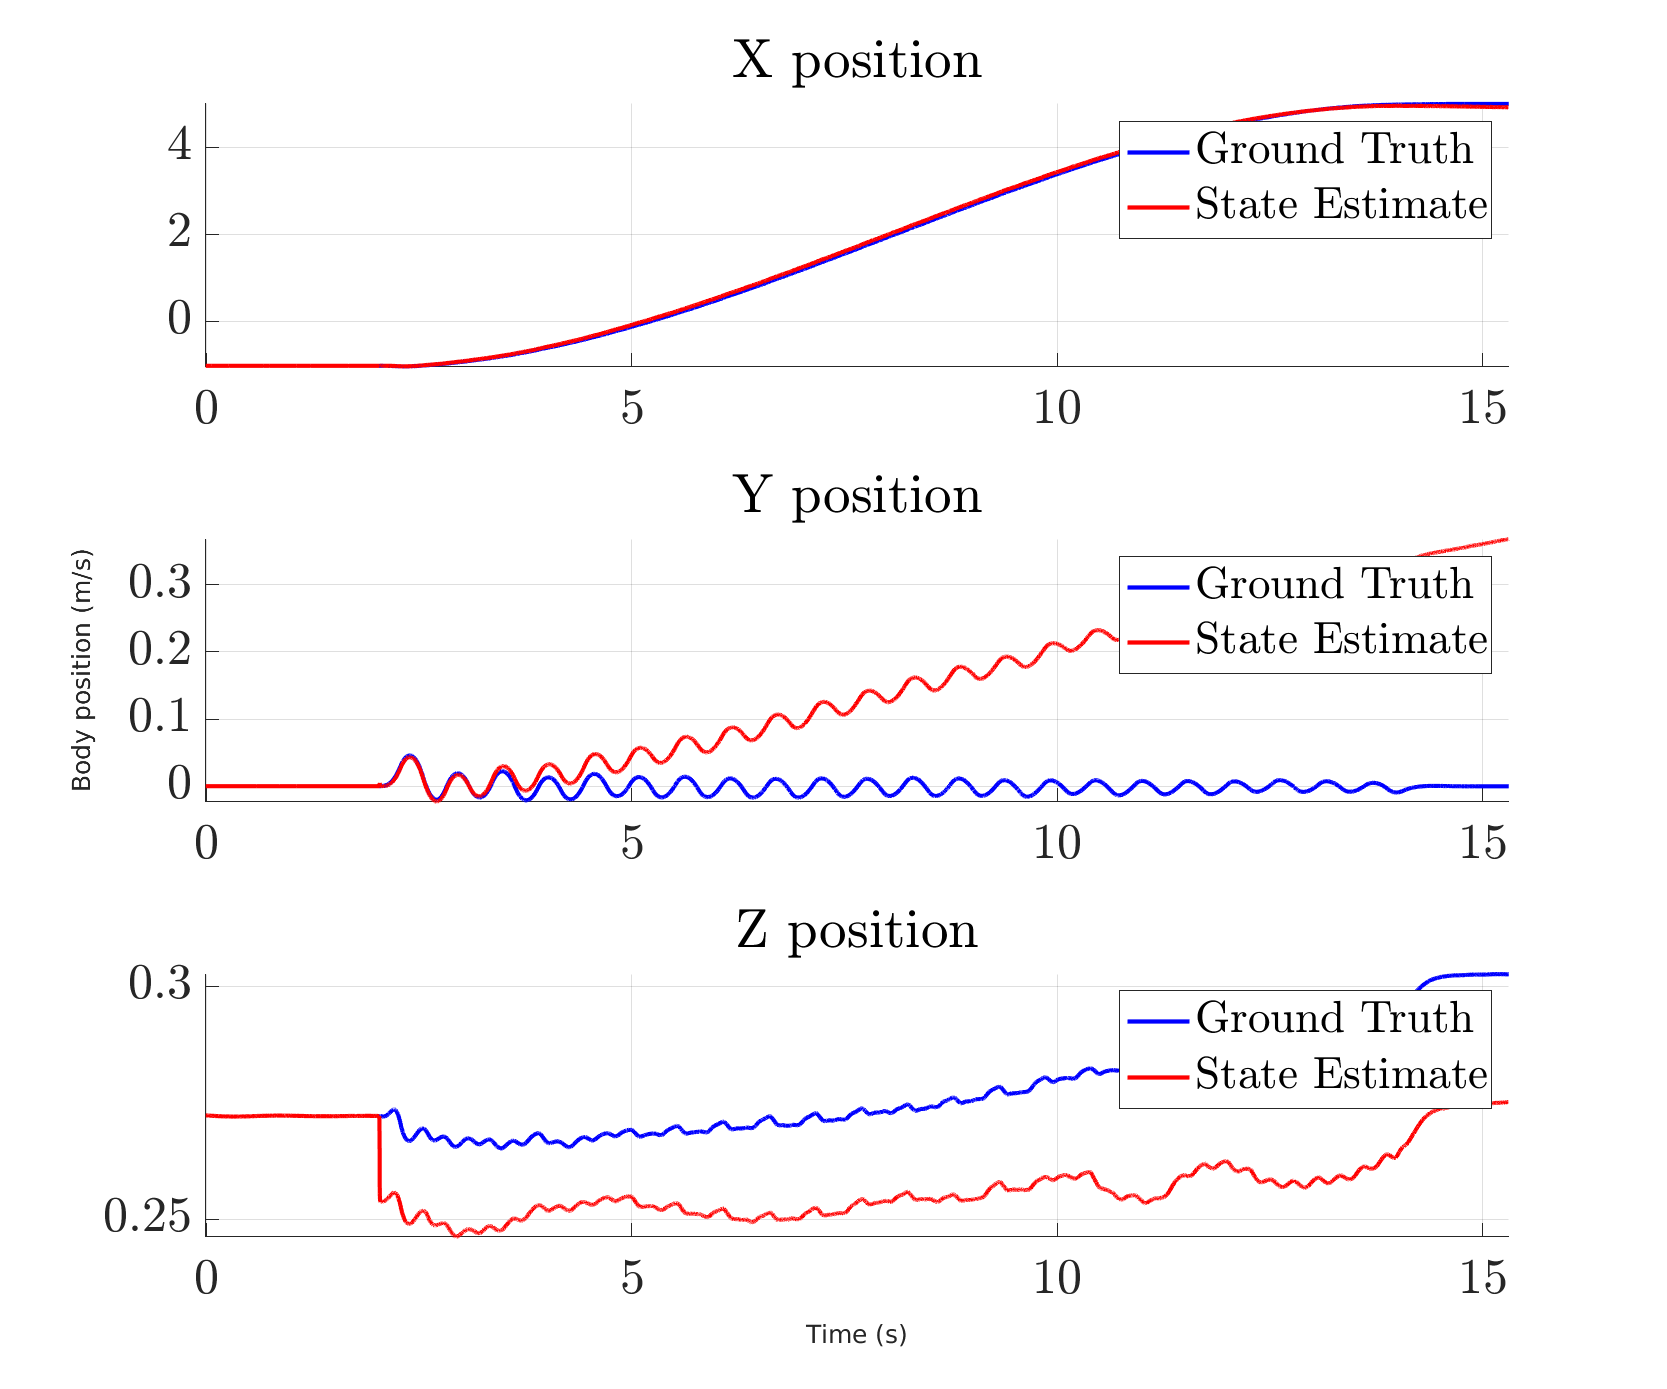 X position
4
2
0
0 5 10 15
Ground Truth
State Estimate
Y position
Body position (m/s)
0.3
0.2
0.1
0
0 5 10 15
Ground Truth
State Estimate
Z position
0.3
0.25
0 5 10 15
Ground Truth
State Estimate
Time (s)